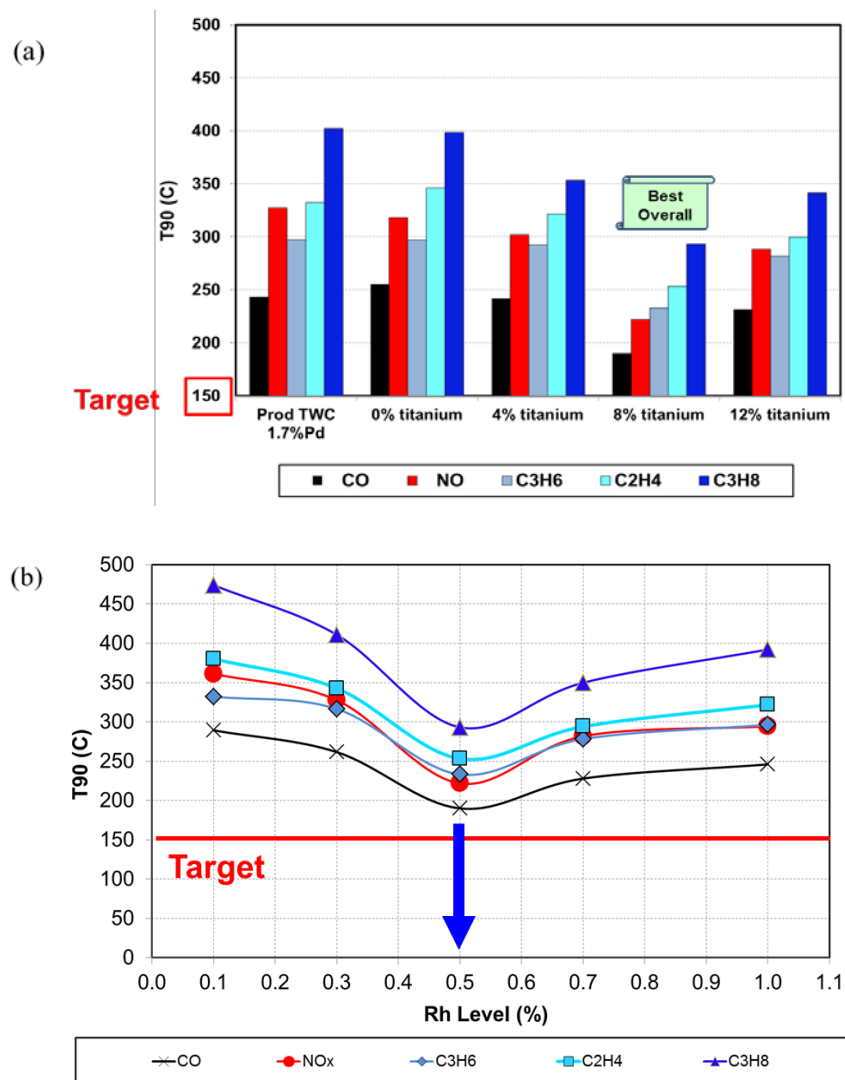 (a)
500
450
400
350
300
250
200
150
T90 (C)
Target
Best
Overall
Prod TWC
1.7%Pd
0% titanium
4% titanium
8% titanium
12% titanium
CO NO C3H6 C2H4 C3H8
(b)
500
450
400
350
300
250
200
150
100
50
0
T90 (C)
Target
0.0 0.1 0.2 0.3 0.4 0.5 0.6 0.7 0.8 0.9 1.0 1.1
Rh Level (%)
CO NOx C3H6 C2H4 C3H8